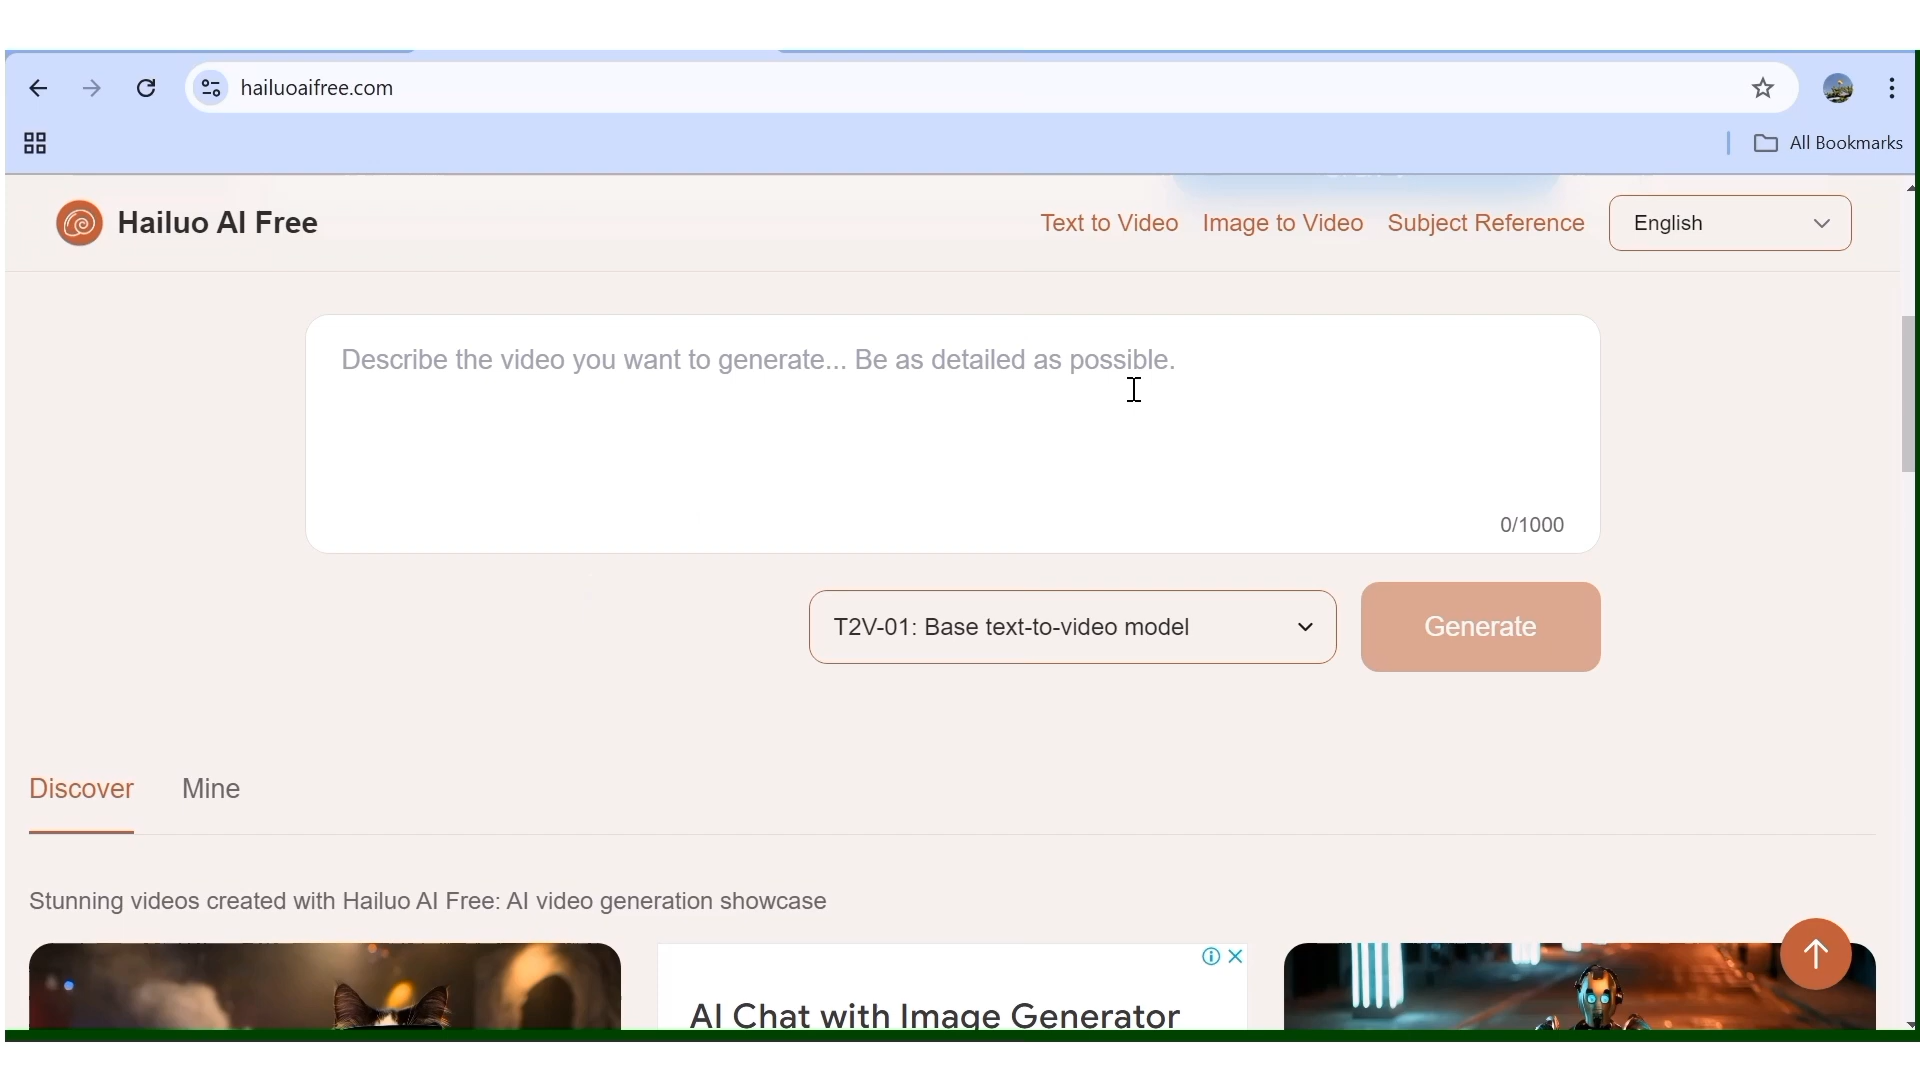 hailuoaifree.com
All Bookmarks
Hailuo AI Free
Text to Video Image to Video Subject Reference English
Describe the video you want to generate... Be as detailed as possible.
0/1000
T2V-01: Base text-to-video model Generate
Discover Mine
Stunning videos created with Hailuo AI Free: AI video generation showcase
AI Chat with Image Generator